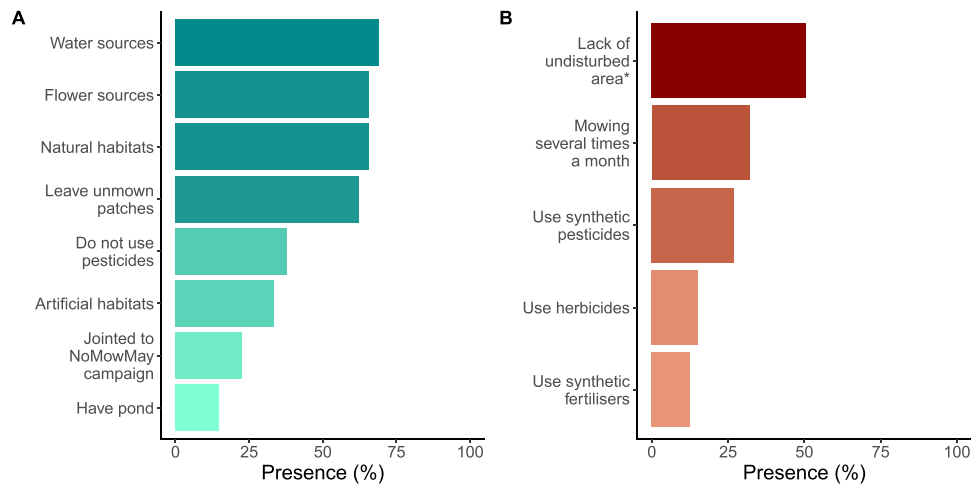 A
Water sources
Flower sources
Natural habitats
Leave unmown
patches
Do not use
pesticides
Artificial habitats
Jointed to
NoMowMay
campaign
Have pond
0
25
50
75
100
Presence (%)
B
Lack of
undisturbed
area*
Mowing
several times
a month
Use synthetic
pesticides
Use ferbicides
Use synthetic
fertilisers
0
25
50
75
100
Presence (%)